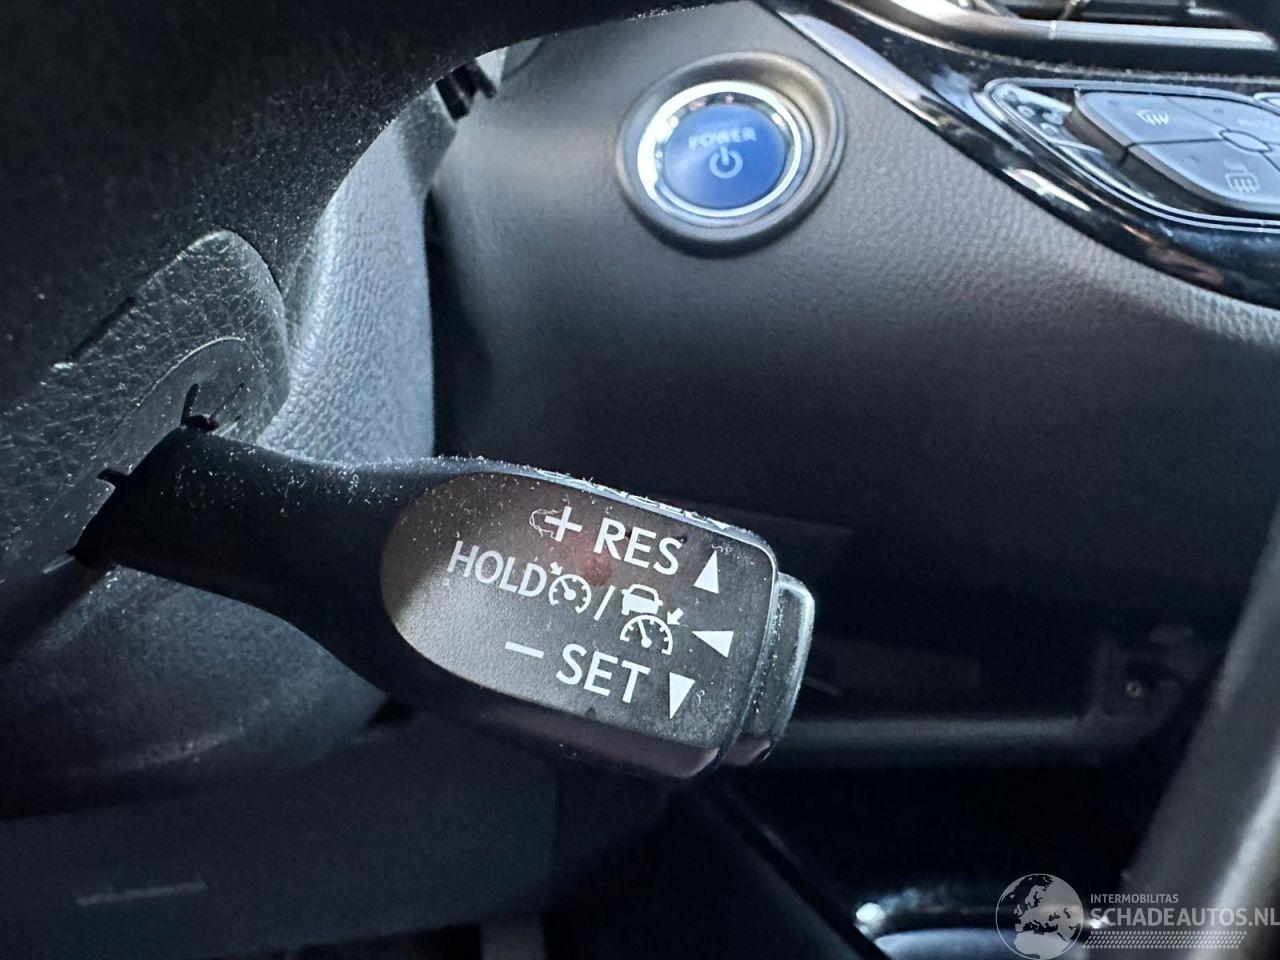 POWER
+ RES
HOLD /
− SET
INTERMOBILITAS
SCHADEAUTOS.NL